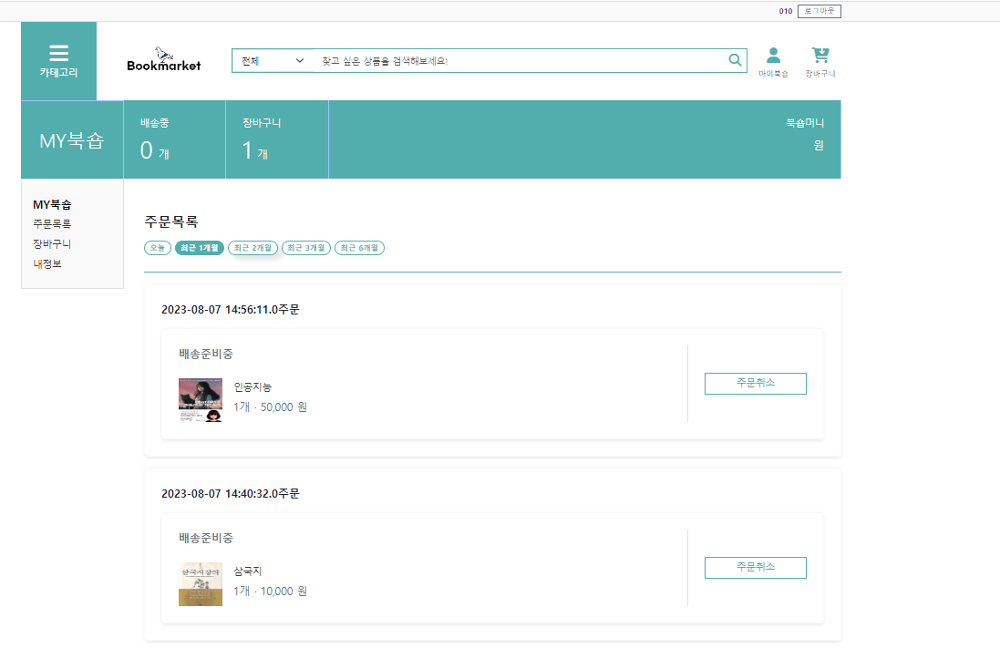 010 로그아웃
카테고리
Bookmarket
전체 찾고 싶은 상품을 검색해보세요!
마이북숍 장바구니
MY북숍
배송중
0 개
장바구니
1 개
북숍머니
원
MY북숍
주문목록
장바구니
내정보
주문목록
오늘 최근 1개월 최근 2개월 최근 3개월 최근 6개월
2023-08-07 14:56:11.0주문
배송준비중
인공지능
1개 · 50,000 원
주문취소
2023-08-07 14:40:32.0주문
배송준비중
삼국지강의
삼국지
1개 · 10,000 원
주문취소